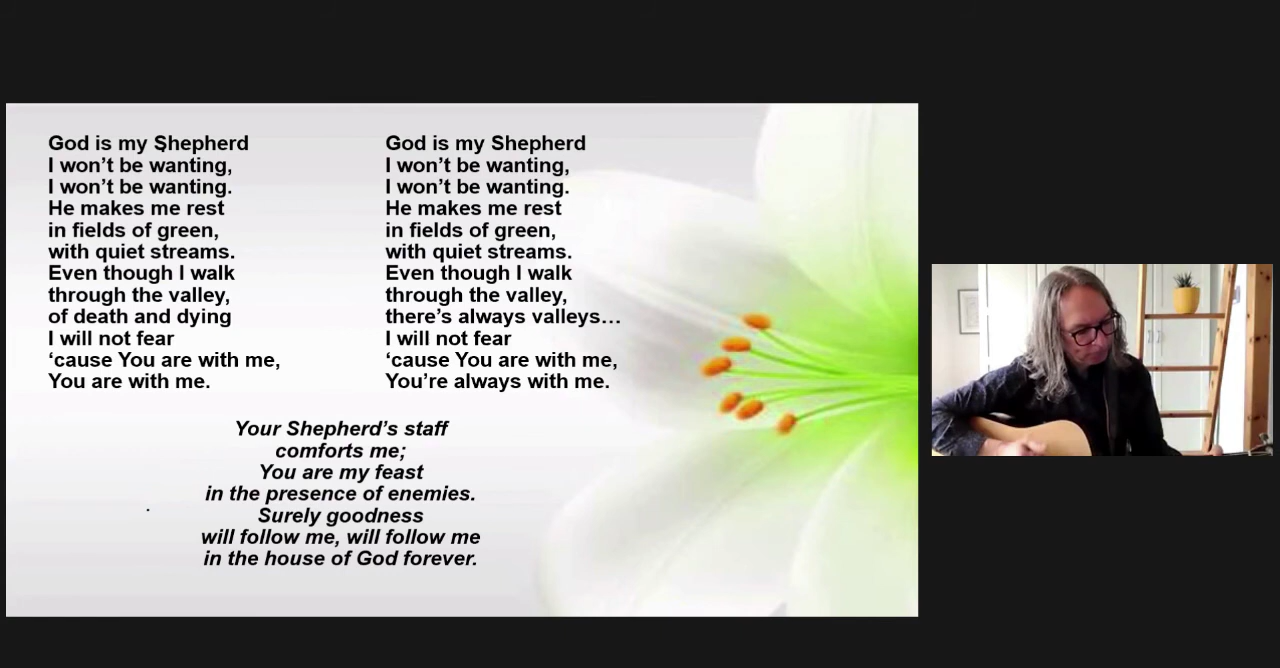 God is my Shepherd
I won’t be wanting,
I won’t be wanting.
He makes me rest
in fields of green,
with quiet streams.
Even though I walk
through the valley,
of death and dying
I will not fear
‘cause You are with me,
You are with me.
God is my Shepherd
I won’t be wanting,
I won’t be wanting.
He makes me rest
in fields of green,
with quiet streams.
Even though I walk
through the valley,
there’s always valleys…
I will not fear
‘cause You are with me,
You’re always with me.
Your Shepherd’s staff
comforts me;
You are my feast
in the presence of enemies.
Surely goodness
will follow me, will follow me
in the house of God forever.